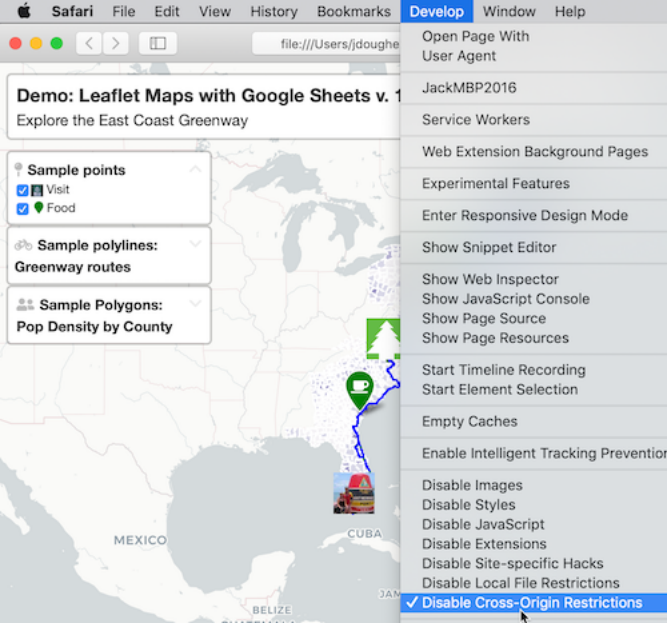 Safari File Edit View History Bookmarks Develop Window Help
file:///Users/jdoughe
Demo: Leaflet Maps with Google Sheets v. 1
Explore the East Coast Greenway
Sample points
Visit
Food
Sample polylines:
Greenway routes
Sample Polygons:
Pop Density by County
MEXICO
CUBA
JAM
BELIZE
GUATEMALA
Open Page With
User Agent
JackMBP2016
Service Workers
Web Extension Background Pages
Experimental Features
Enter Responsive Design Mode
Show Snippet Editor
Show Web Inspector
Show JavaScript Console
Show Page Source
Show Page Resources
Start Timeline Recording
Start Element Selection
Empty Caches
Enable Intelligent Tracking Prevention
Disable Images
Disable Styles
Disable JavaScript
Disable Extensions
Disable Site-specific Hacks
Disable Local File Restrictions
✓ Disable Cross-Origin Restrictions